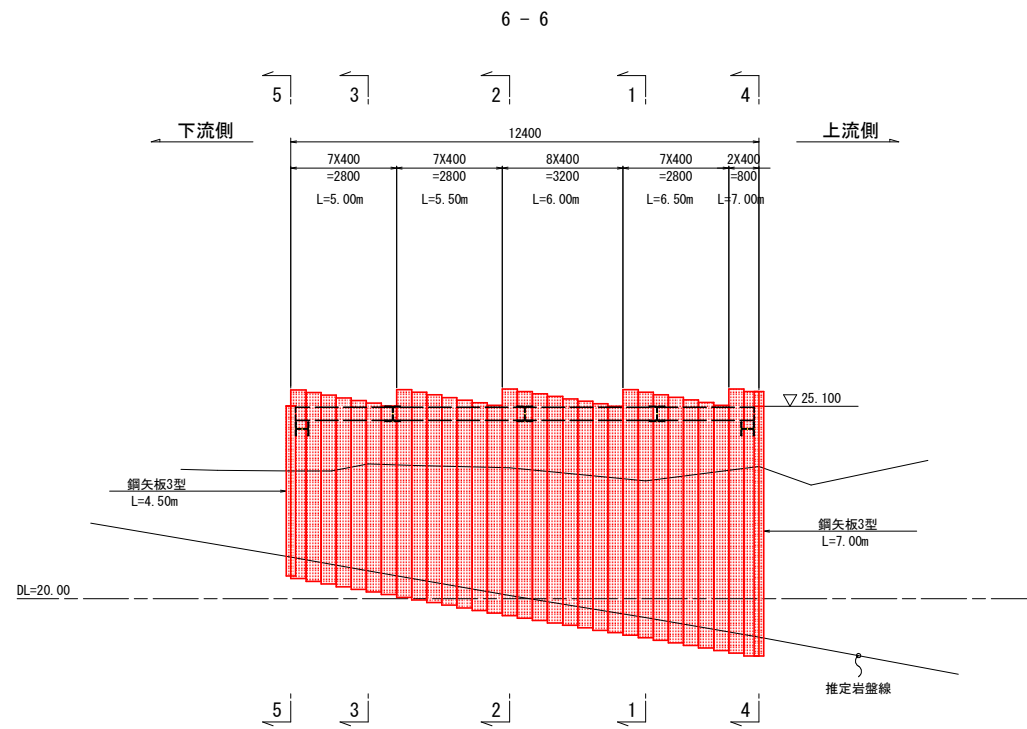 6 - 6
5 3 2 1 4
下流側
上流側
12400
7X400 7X400 8X400 7X400 2X400
=2800 =2800 =3200 =2800 =800
L=5.00m L=5.50m L=6.00m L=6.50m L=7.00m
25.100
鋼矢板3型
L=4.50m
鋼矢板3型
L=7.00m
DL=20.00
推定岩盤線
5 3 2 1 4